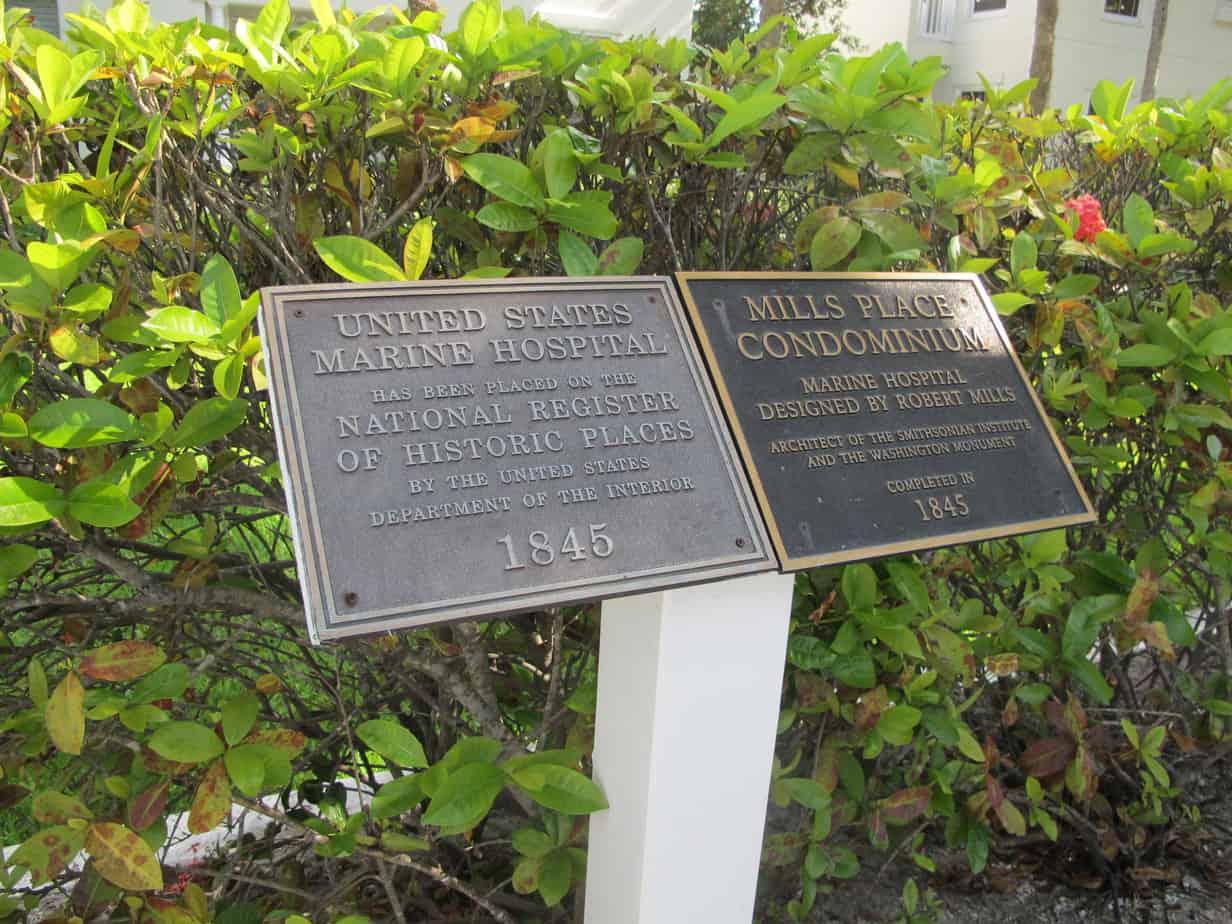 UNITED STATES
MARINE HOSPITAL
HAS BEEN PLACED ON THE
NATIONAL REGISTER
OF HISTORIC PLACES
BY THE UNITED STATES
DEPARTMENT OF THE INTERIOR
1845
MILLS PLACE
CONDOMINIUM
MARINE HOSPITAL
DESIGNED BY ROBERT MILLS
ARCHITECT OF THE SMITHSONIAN INSTITUTE
AND THE WASHINGTON MONUMENT
COMPLETED IN
1845